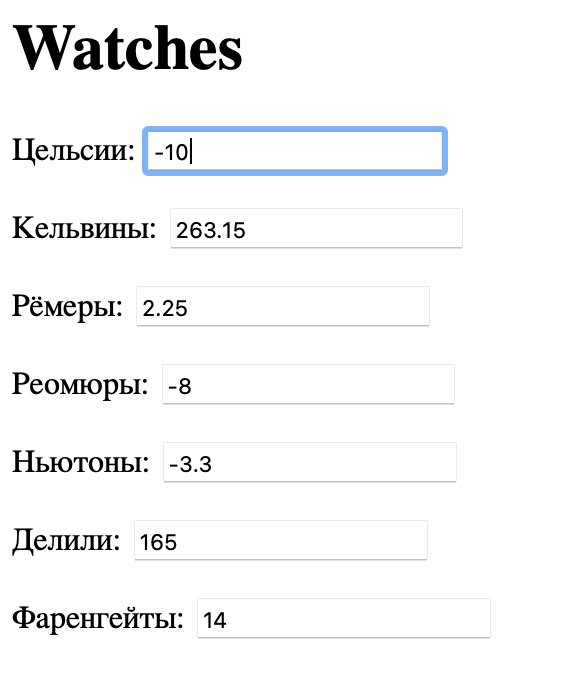 Watches
Цельсии: -10
Кельвины: 263.15
Рёмеры: 2.25
Реомюры: -8
Ньютоны: -3.3
Делили: 165
Фаренгейты: 14